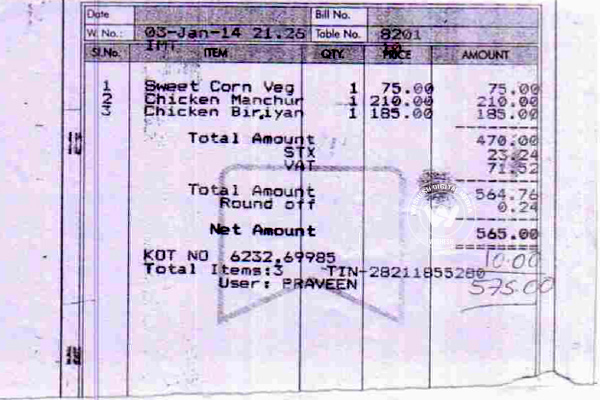 Date Bill No.
W. No.: 03-Jan-14 21.26 Table No. 8201
IMT 10
Sl.No. ITEM QTY. PRICE AMOUNT
1 Sweet Corn Veg 1 75.00 75.00
2 Chicken Manchur 1 210.00 210.00
3 Chicken Biriyan 1 185.00 185.00
Total Amount 470.00
STX 23.24
VAT 71.52
Total Amount 564.76
Round off 0.24
Net Amount 565.00
KOT NO 6232,69985 10.00
Total Items:3 TIN-28211855280
User: PRAVEEN 575.00